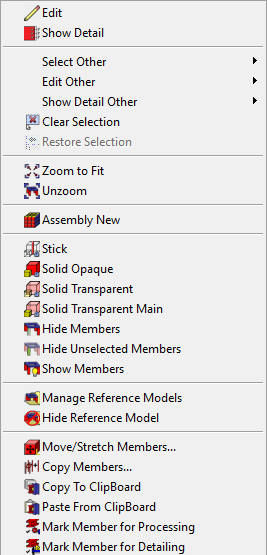 Edit
Show Detail
Select Other
Edit Other
Show Detail Other
Clear Selection
Restore Selection
Zoom to Fit
Unzoom
Assembly New
Stick
Solid Opaque
Solid Transparent
Solid Transparent Main
Hide Members
Hide Unselected Members
Show Members
Manage Reference Models
Hide Reference Model
Move/Stretch Members...
Copy Members...
Copy To ClipBoard
Paste From ClipBoard
Mark Member for Processing
Mark Member for Detailing